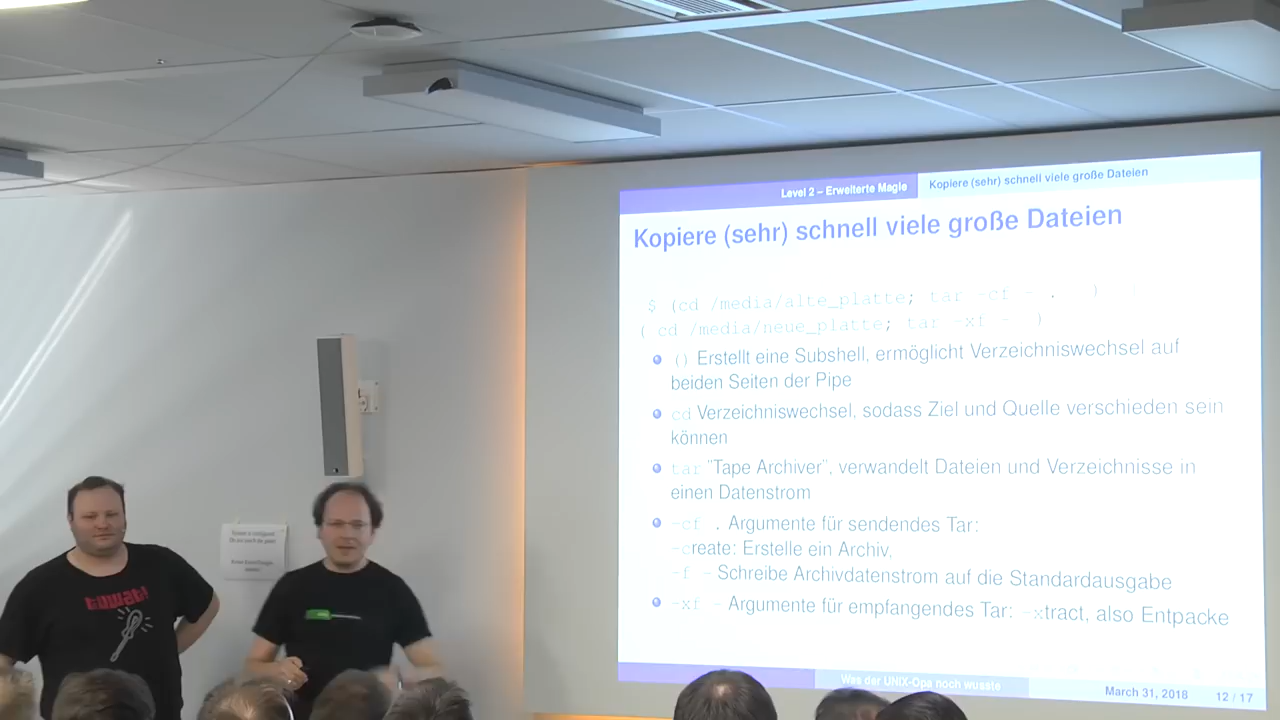 Level 2 – Erweiterte Magie
Kopiere (sehr) schnell viele große Dateien
Kopiere (sehr) schnell viele große Dateien
$ (cd /media/alte_platte; tar -cf - . )
( cd /media/neue_platte; tar -xf - )
() Erstellt eine Subshell, ermöglicht Verzeichniswechsel auf
beiden Seiten der Pipe
cd Verzeichniswechsel, sodass Ziel und Quelle verschieden sein
können
tar "Tape Archiver", verwandelt Dateien und Verzeichnisse in
einen Datenstrom
-cf . Argumente für sendendes Tar:
-create: Erstelle ein Archiv,
-f - Schreibe Archivdatenstrom auf die Standardausgabe
-xf - Argumente für empfangendes Tar: -xtract, also Entpacke
Was der UNIX-Opa noch wusste
March 31, 2018
12 / 17
tuwat!